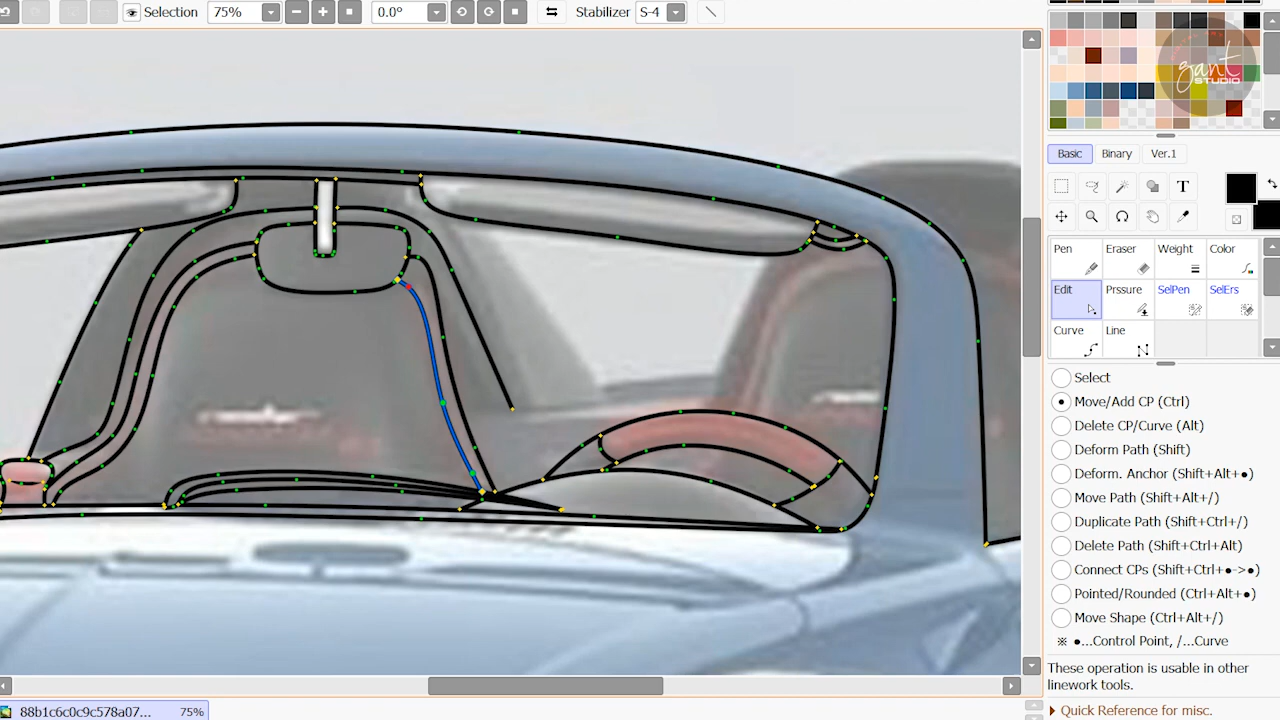 Selection 75% 0.0° Stabilizer S-4
gant
STUDIO
Basic Binary Ver.1
T
Pen Eraser Weight Color
Edit Prssure SelPen SelErs
Curve Line
Select
Move/Add CP (Ctrl)
Delete CP/Curve (Alt)
Deform Path (Shift)
Deform. Anchor (Shift+Alt+●)
Move Path (Shift+Alt+/)
Duplicate Path (Shift+Ctrl+/)
Delete Path (Shift+Ctrl+Alt)
Connect CPs (Shift+Ctrl+●->●)
Pointed/Rounded (Ctrl+Alt+●)
Move Shape (Ctrl+Alt+/)
※ ●...Control Point, /...Curve
These operation is usable in other
linework tools.
Quick Reference for misc.
88b1c6c0c9c578a07... 75%